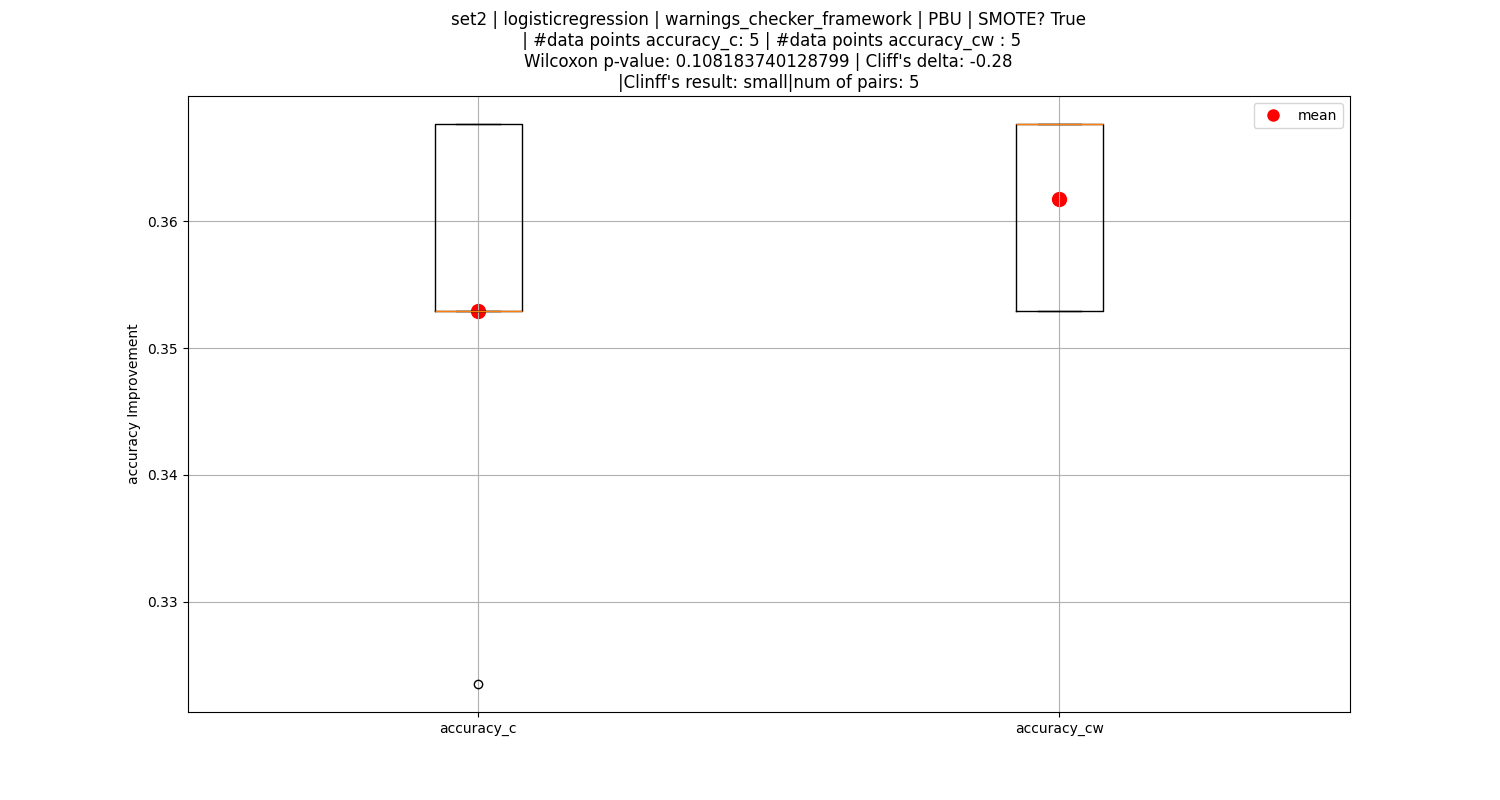 set2 | logisticregression | warnings_checker_framework | PBU | SMOTE? True
| #data points accuracy_c: 5 | #data points accuracy_cw : 5
Wilcoxon p-value: 0.108183740128799 | Cliff's delta: -0.28
|Clinff's result: small|num of pairs: 5
mean
0.36
0.35
0.34
0.33
accuracy Improvement
accuracy_c
accuracy_cw